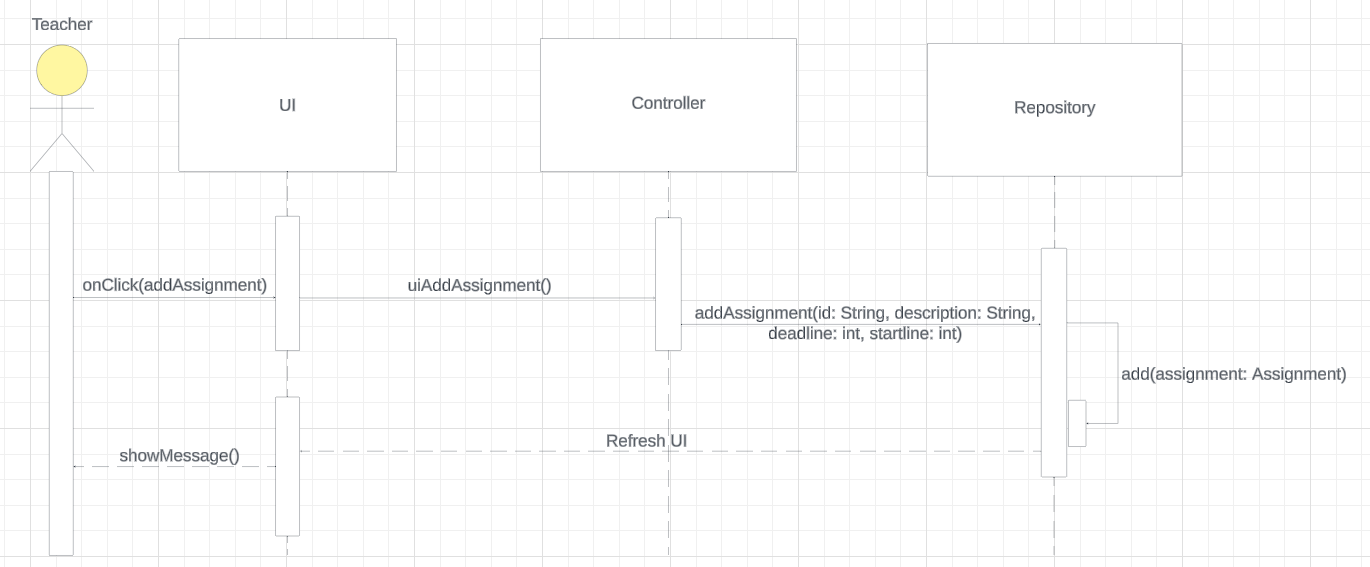 Teacher
UI
Controller
Repository
onClick(addAssignment)
uiAddAssignment()
addAssignment(id: String, description: String,
deadline: int, startline: int)
add(assignment: Assignment)
Refresh UI
showMessage()